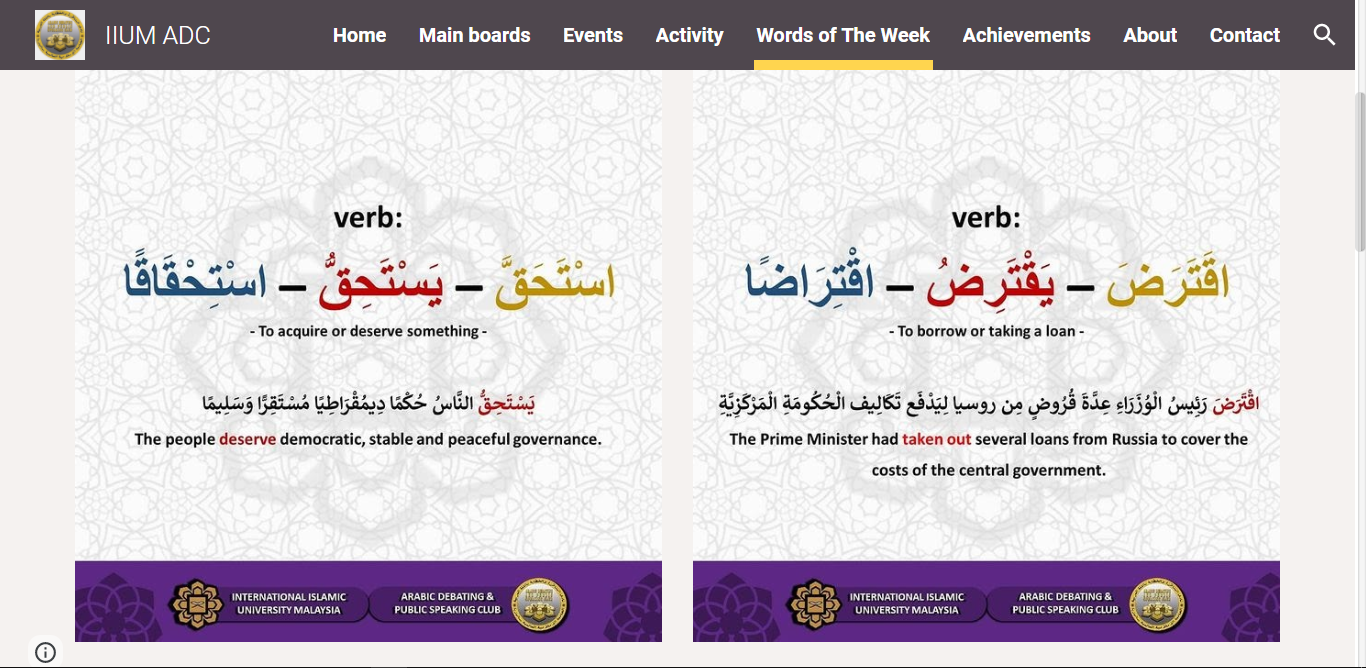 IIUM ADC Home Main boards Events Activity Words of The Week Achievements About Contact
verb:
اسْتَحَقَّ – يَسْتَحِقُّ – اسْتِحْقَاقًا
- To acquire or deserve something -
يَسْتَحِقُّ النَّاسُ حُكْمًا دِيمُقْرَاطِيًا مُسْتَقِرًا وَسَلِيمًا
The people deserve democratic, stable and peaceful governance.
INTERNATIONAL ISLAMIC
UNIVERSITY MALAYSIA
ARABIC DEBATING &
PUBLIC SPEAKING CLUB
verb:
اقْتَرَضَ – يَقْتَرِضُ – اقْتِرَاضًا
- To borrow or taking a loan -
اقْتَرَضَ رَئِيسُ الْوُزَرَاءِ عِدَّةَ قُرُوضٍ مِن روسيا لِيَدْفَع تَكَالِيف الْحُكُومَةِ الْمَرْكَزِيَّةِ
The Prime Minister had taken out several loans from Russia to cover the
costs of the central government.
INTERNATIONAL ISLAMIC
UNIVERSITY MALAYSIA
ARABIC DEBATING &
PUBLIC SPEAKING CLUB